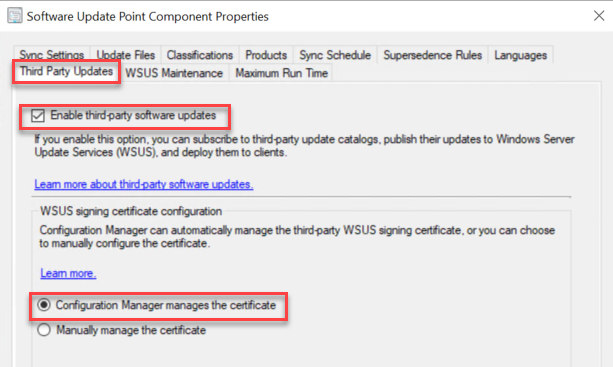 Software Update Point Component Properties
Sync Settings Update Files Classifications Products Sync Schedule Supersedence Rules Languages
Third Party Updates WSUS Maintenance Maximum Run Time
Enable third-party software updates
If you enable this option, you can subscribe to third-party update catalogs, publish their updates to Windows Server
Update Services (WSUS), and deploy them to clients.
Learn more about third-party software updates.
WSUS signing certificate configuration
Configuration Manager can automatically manage the third-party WSUS signing certificate, or you can choose
to manually configure the certificate.
Learn more.
Configuration Manager manages the certificate
Manually manage the certificate